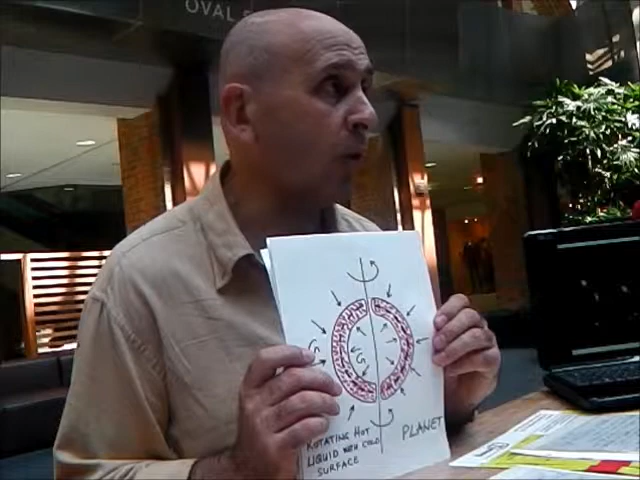 OVAL
ROTATING HOT
LIQUID WITH COLD
SURFACE
PLANET